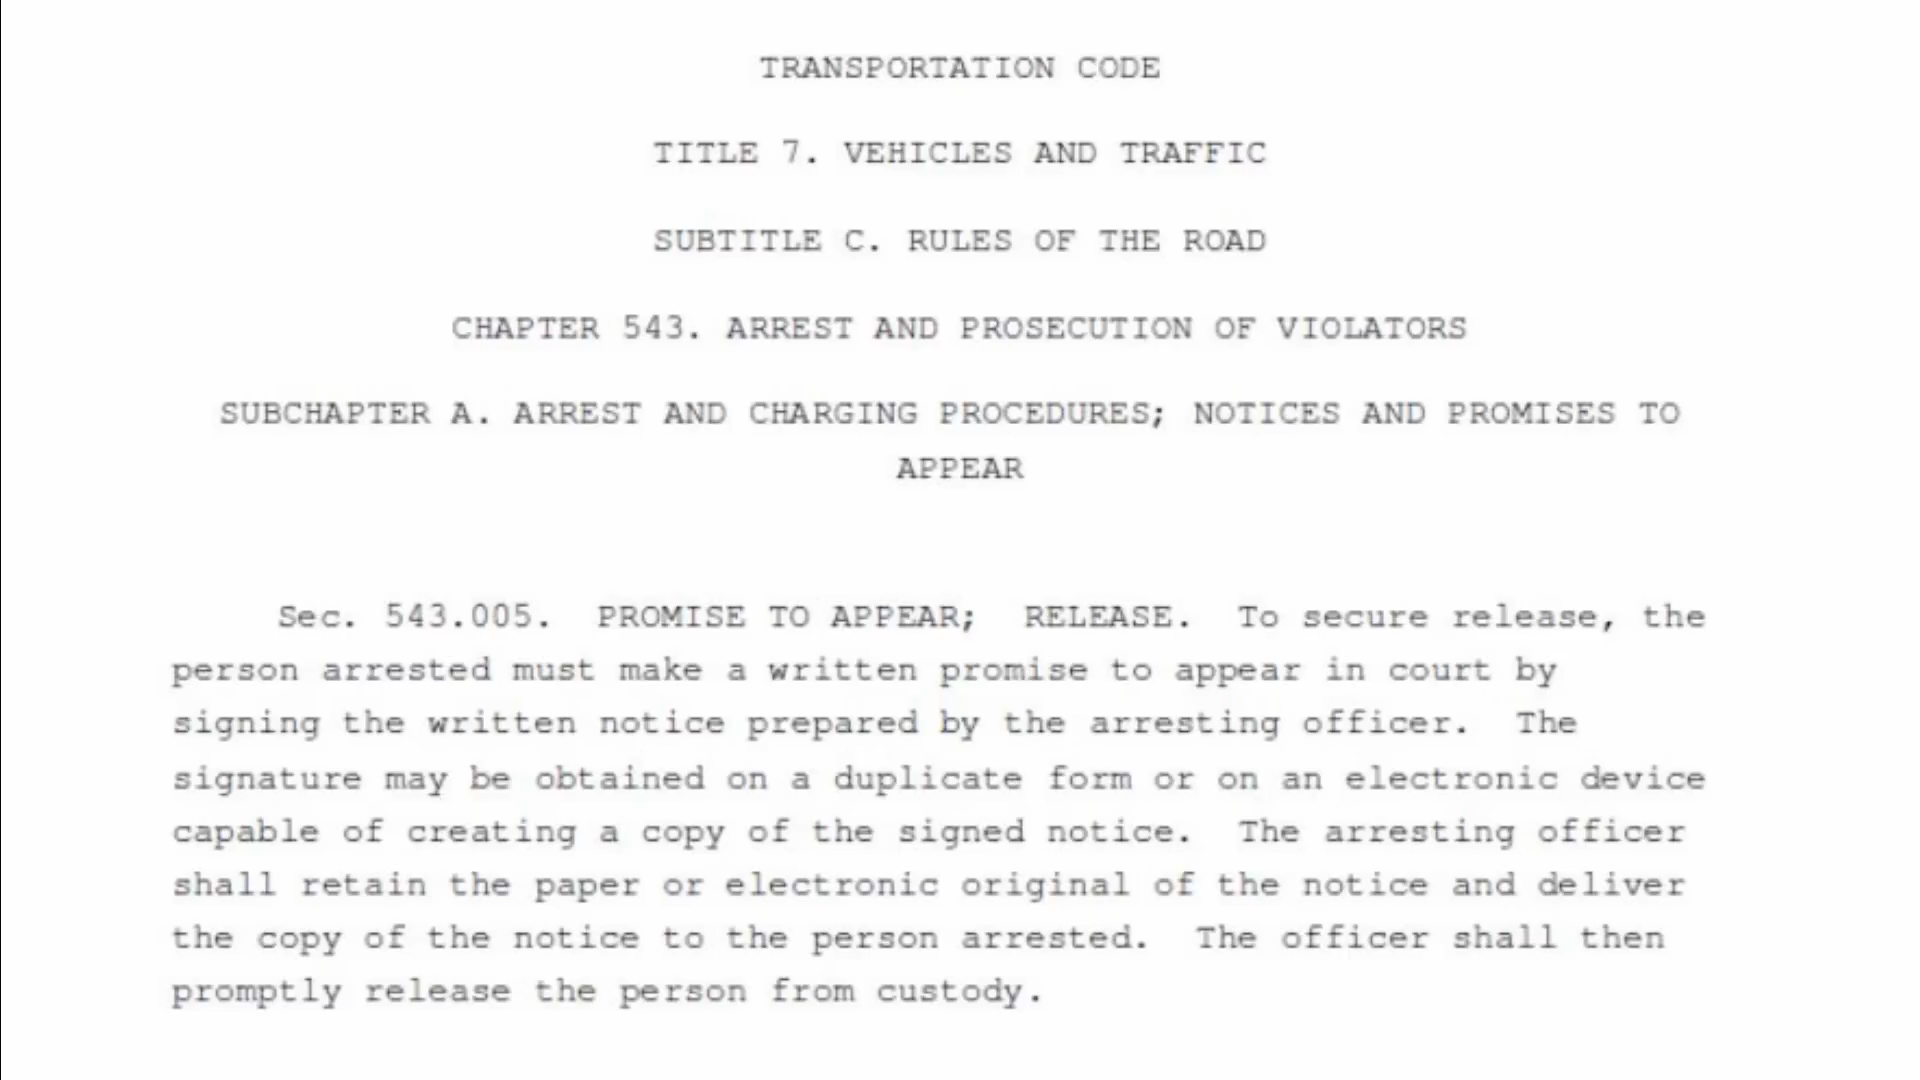 TRANSPORTATION CODE
TITLE 7. VEHICLES AND TRAFFIC
SUBTITLE C. RULES OF THE ROAD
CHAPTER 543. ARREST AND PROSECUTION OF VIOLATORS
SUBCHAPTER A. ARREST AND CHARGING PROCEDURES; NOTICES AND PROMISES TO
APPEAR
Sec. 543.005. PROMISE TO APPEAR; RELEASE. To secure release, the
person arrested must make a written promise to appear in court by
signing the written notice prepared by the arresting officer. The
signature may be obtained on a duplicate form or on an electronic device
capable of creating a copy of the signed notice. The arresting officer
shall retain the paper or electronic original of the notice and deliver
the copy of the notice to the person arrested. The officer shall then
promptly release the person from custody.